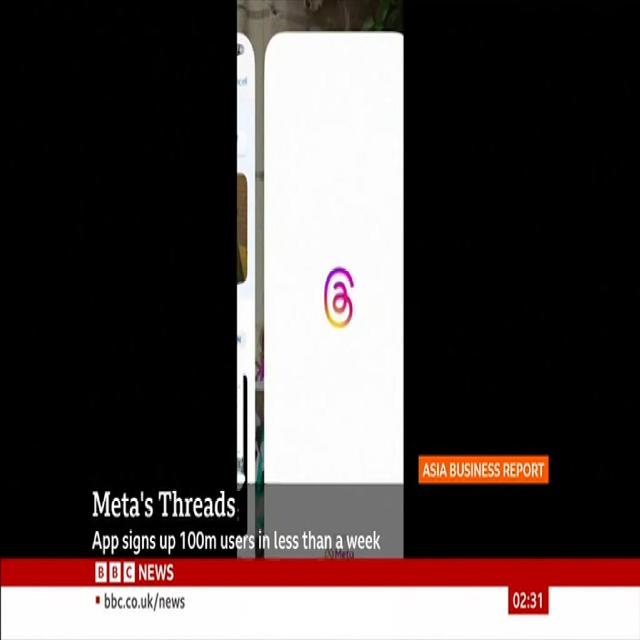 ASIA BUSINESS REPORT
Meta's Threads
App signs up 100m users in less than a week
Meta
BBC NEWS
bbc.co.uk/news
02:31